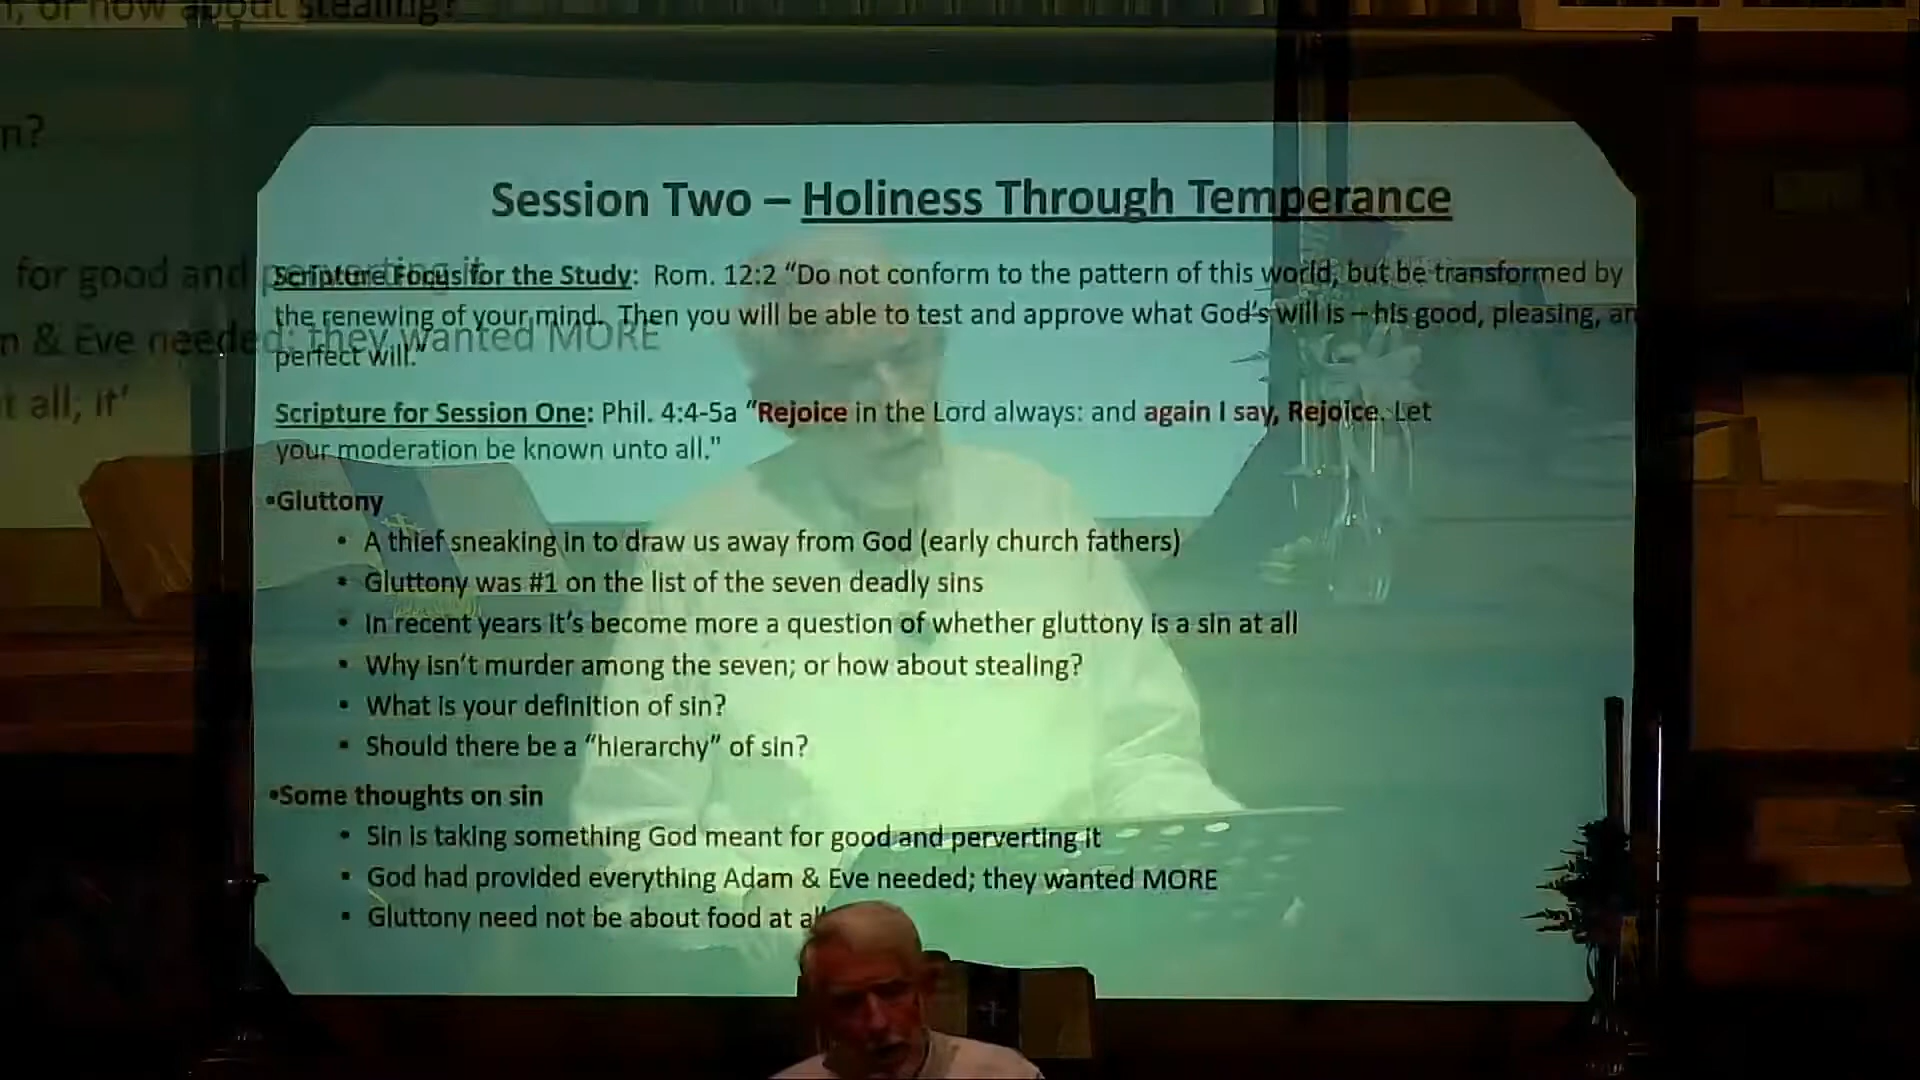 , or how about stealing?
n?
for good and perverting it
n & Eve needed; they wanted MORE
t all; it'
Session Two – Holiness Through Temperance
Scripture Focus for the Study: Rom. 12:2 “Do not conform to the pattern of this world, but be transformed by
the renewing of your mind. Then you will be able to test and approve what God’s will is – his good, pleasing, an
perfect will.”
Scripture for Session One: Phil. 4:4-5a “Rejoice in the Lord always: and again I say, Rejoice. Let
your moderation be known unto all."
•Gluttony
▪ A thief sneaking in to draw us away from God (early church fathers)
▪ Gluttony was #1 on the list of the seven deadly sins
▪ In recent years it’s become more a question of whether gluttony is a sin at all
▪ Why isn’t murder among the seven; or how about stealing?
▪ What is your definition of sin?
▪ Should there be a “hierarchy” of sin?
•Some thoughts on sin
▪ Sin is taking something God meant for good and perverting it
▪ God had provided everything Adam & Eve needed; they wanted MORE
▪ Gluttony need not be about food at all